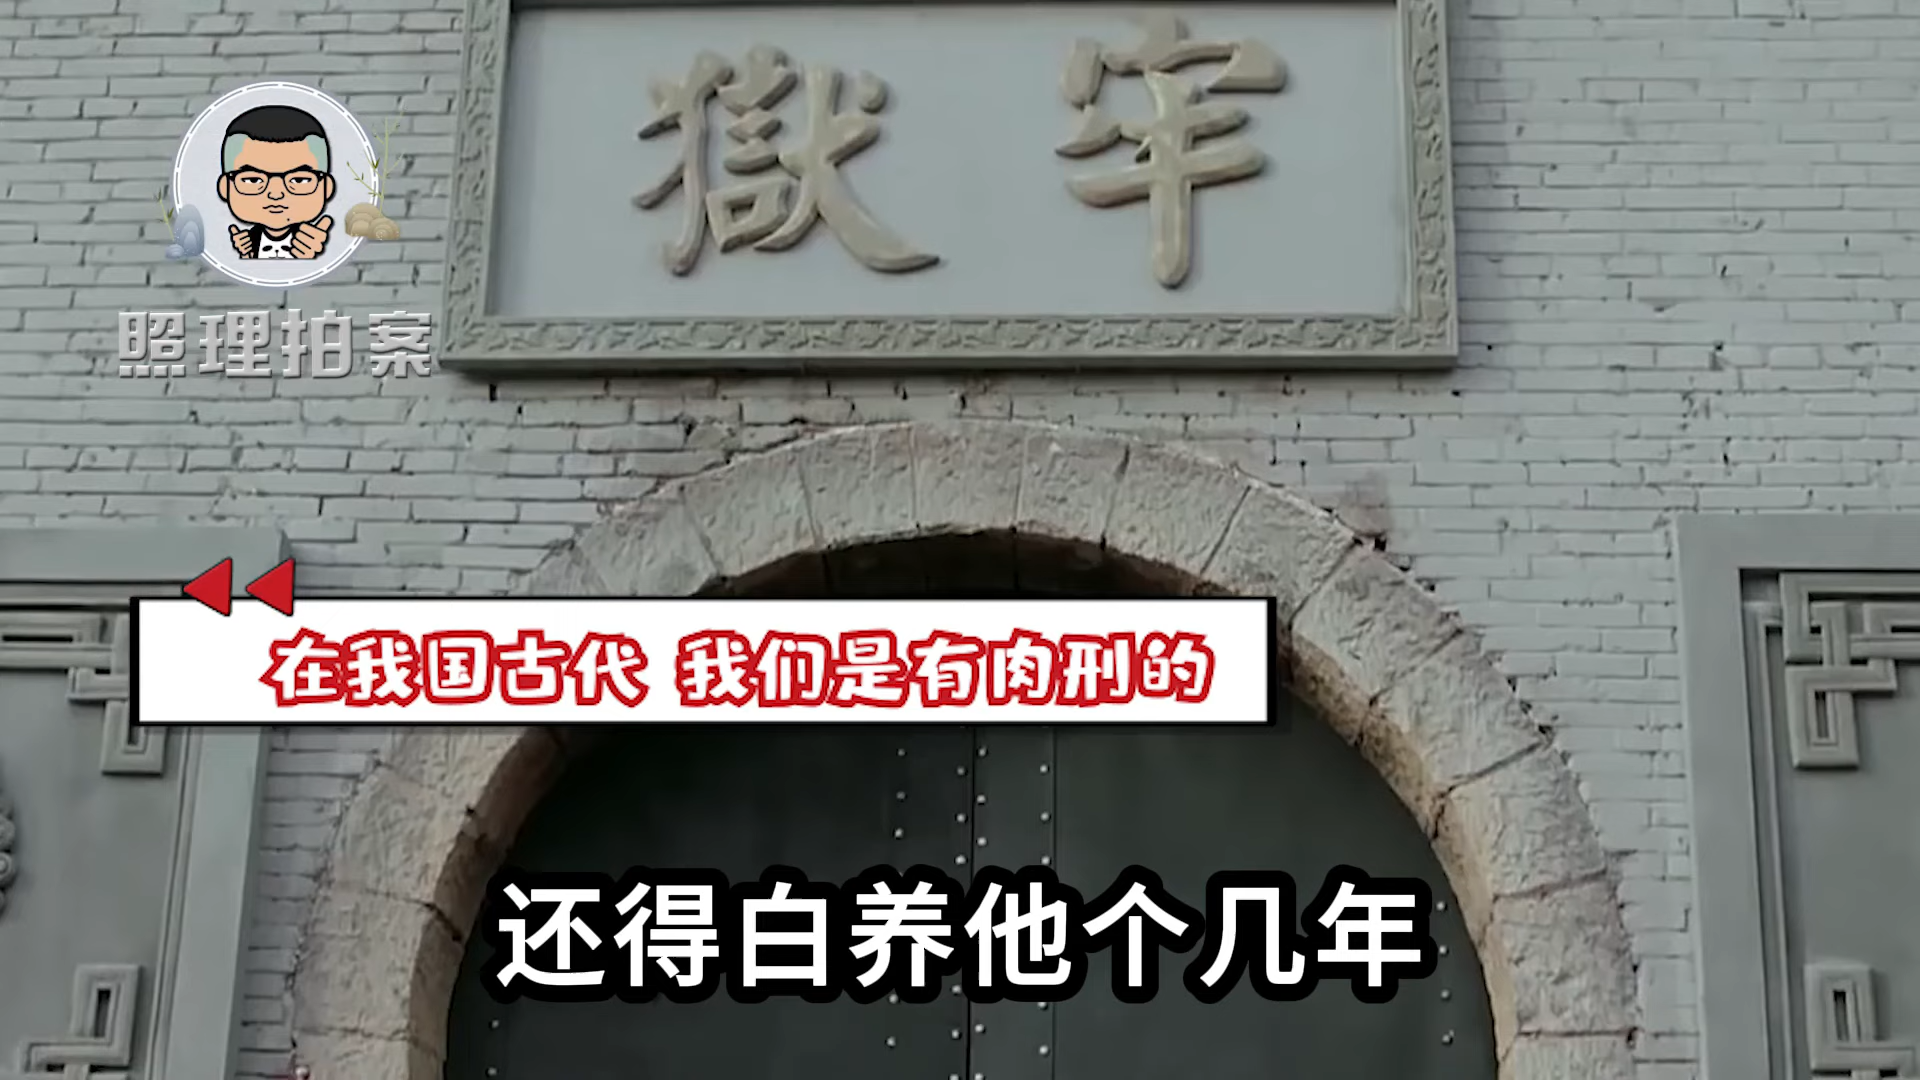 獄牢
照理拍案
在我国古代 我们是有肉刑的
还得白养他个几年